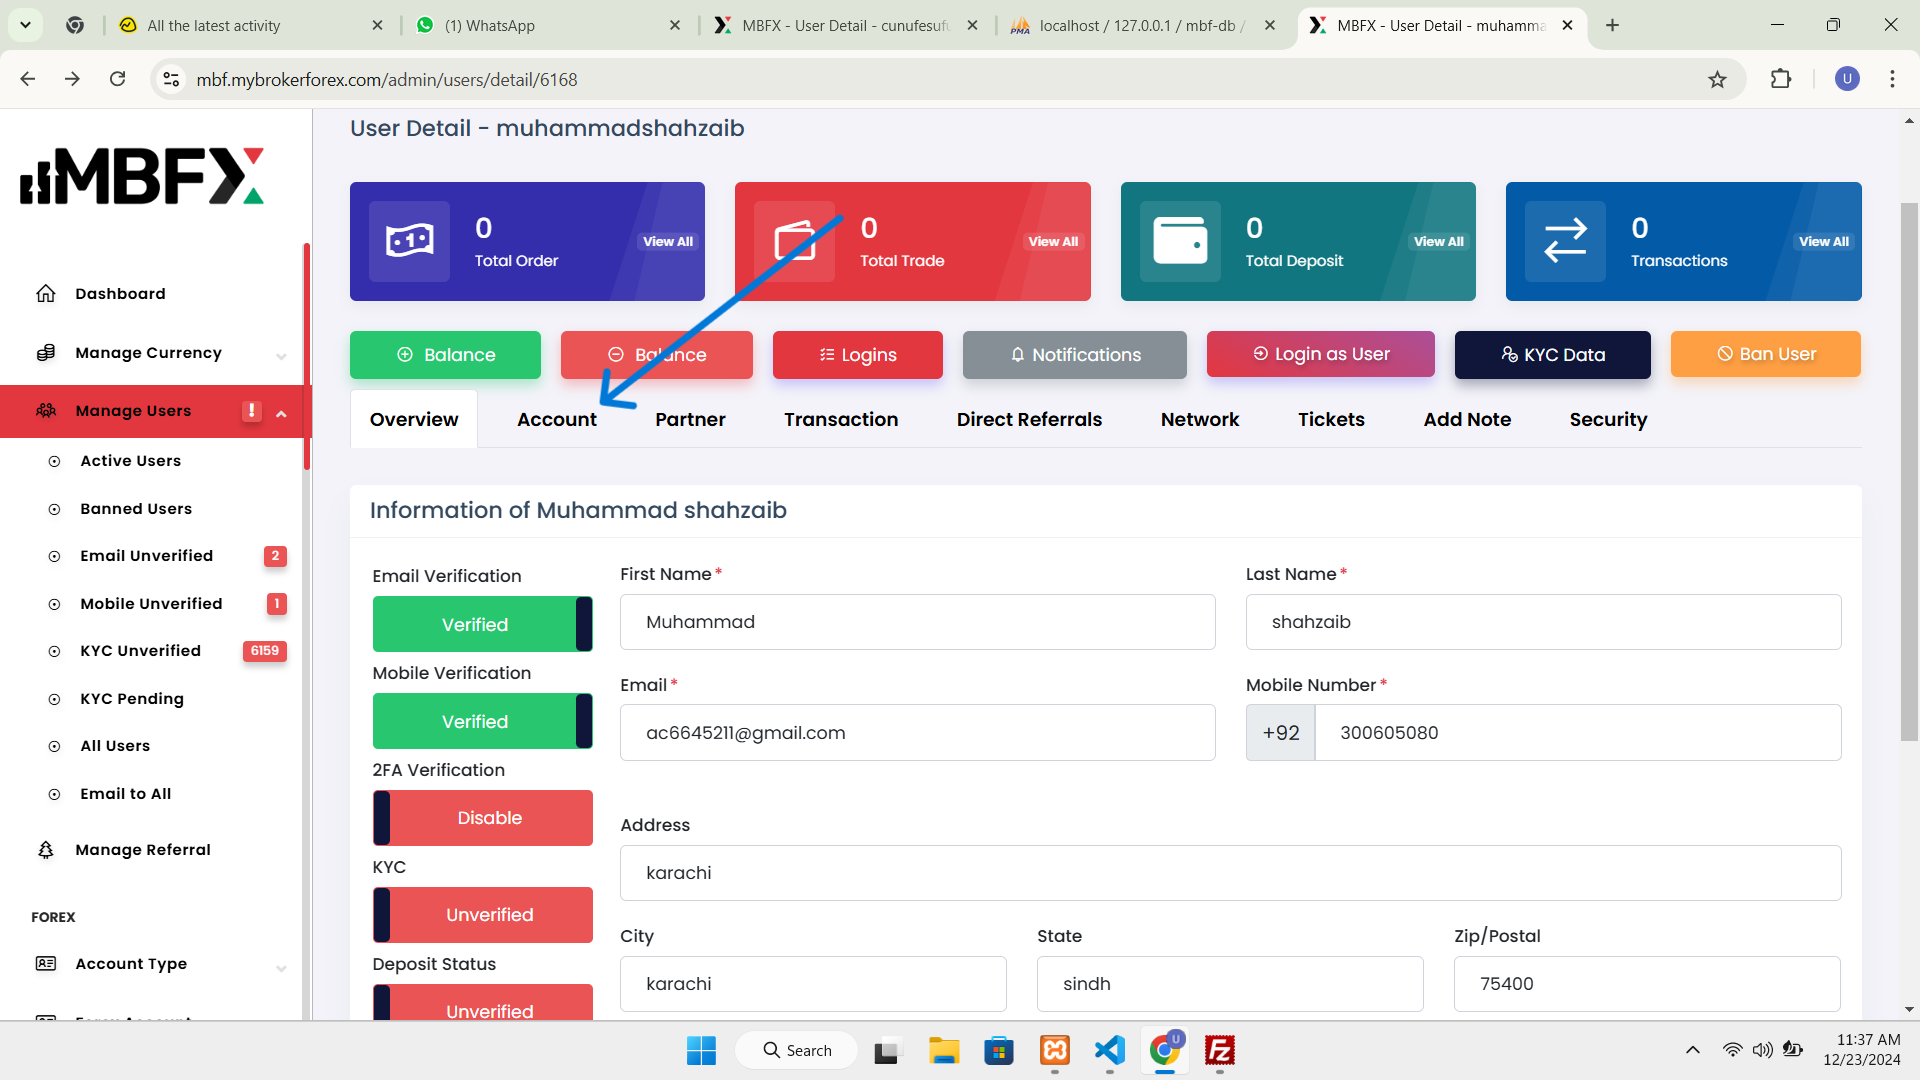 All the latest activity
(1) WhatsApp
MBFX - User Detail - cunufesufu
localhost / 127.0.0.1 / mbf-db /
MBFX - User Detail - muhamma
mbf.mybrokerforex.com/admin/users/detail/6168
U
MBFX
User Detail - muhammadshahzaib
0
Total Order
View All
0
Total Trade
View All
0
Total Deposit
View All
0
Transactions
View All
Balance
Balance
Logins
Notifications
Login as User
KYC Data
Ban User
Overview
Account
Partner
Transaction
Direct Referrals
Network
Tickets
Add Note
Security
Dashboard
Manage Currency
Manage Users
!
Active Users
Banned Users
Email Unverified
2
Mobile Unverified
1
KYC Unverified
6159
KYC Pending
All Users
Email to All
Manage Referral
FOREX
Account Type
Information of Muhammad shahzaib
Email Verification
Verified
Mobile Verification
Verified
2FA Verification
Disable
KYC
Unverified
Deposit Status
Unverified
First Name *
Muhammad
Last Name *
shahzaib
Email *
ac6645211@gmail.com
Mobile Number *
+92
300605080
Address
karachi
City
karachi
State
sindh
Zip/Postal
75400
Search
U
11:37 AM
12/23/2024